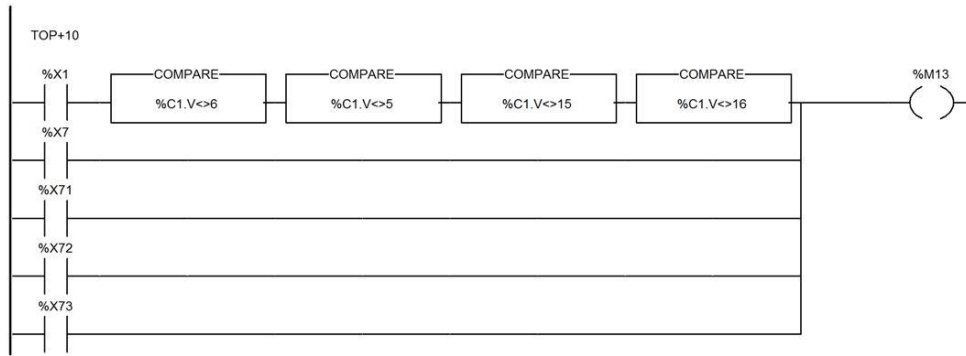 TOP+10
%X1 COMPARE COMPARE COMPARE COMPARE %M13
%C1.V<>6 %C1.V<>5 %C1.V<>15 %C1.V<>16
%X7
%X71
%X72
%X73